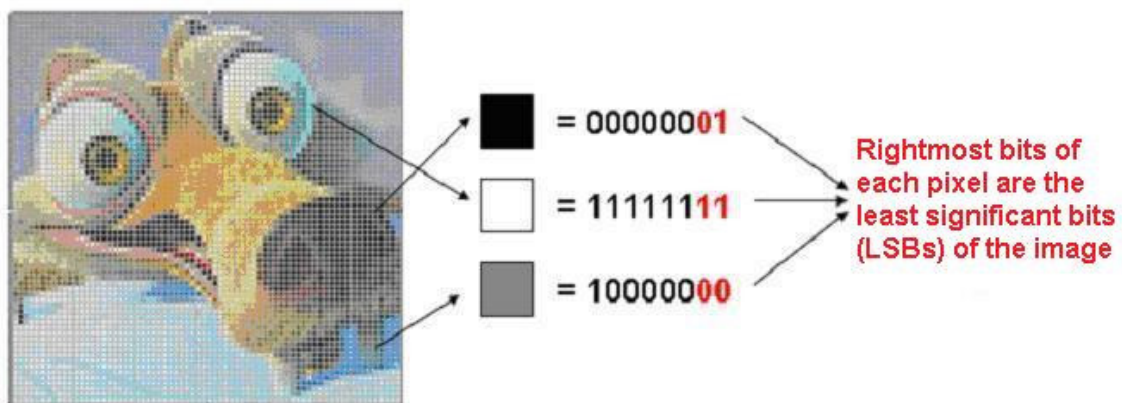 = 00000001
= 11111111
= 10000000
Rightmost bits of
each pixel are the
least significant bits
(LSBs) of the image